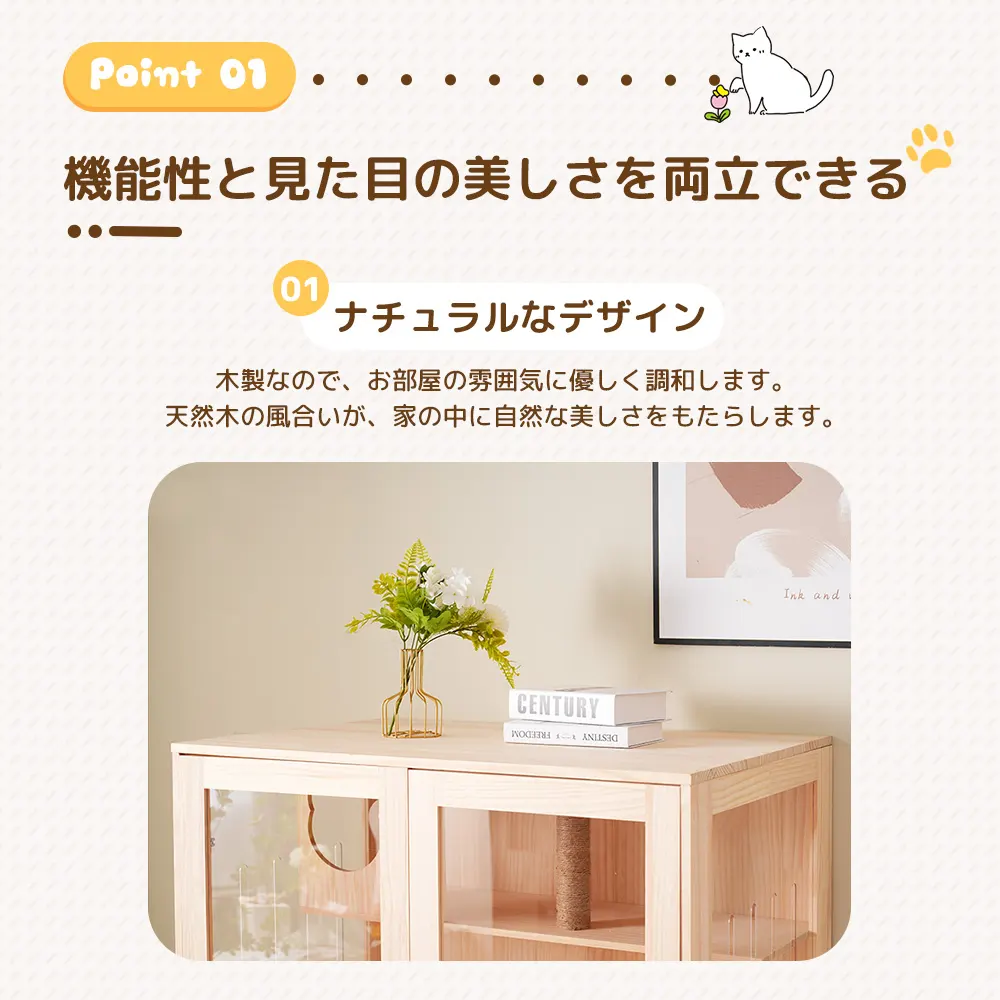 Point 01
機能性と見た目の美しさを両立できる
01
ナチュラルなデザイン
木製なので、お部屋の雰囲気に優しく調和します。
天然木の風合いが、家の中に自然な美しさをもたらします。
Ink and
CENTURY
DESTINY FREEDOM